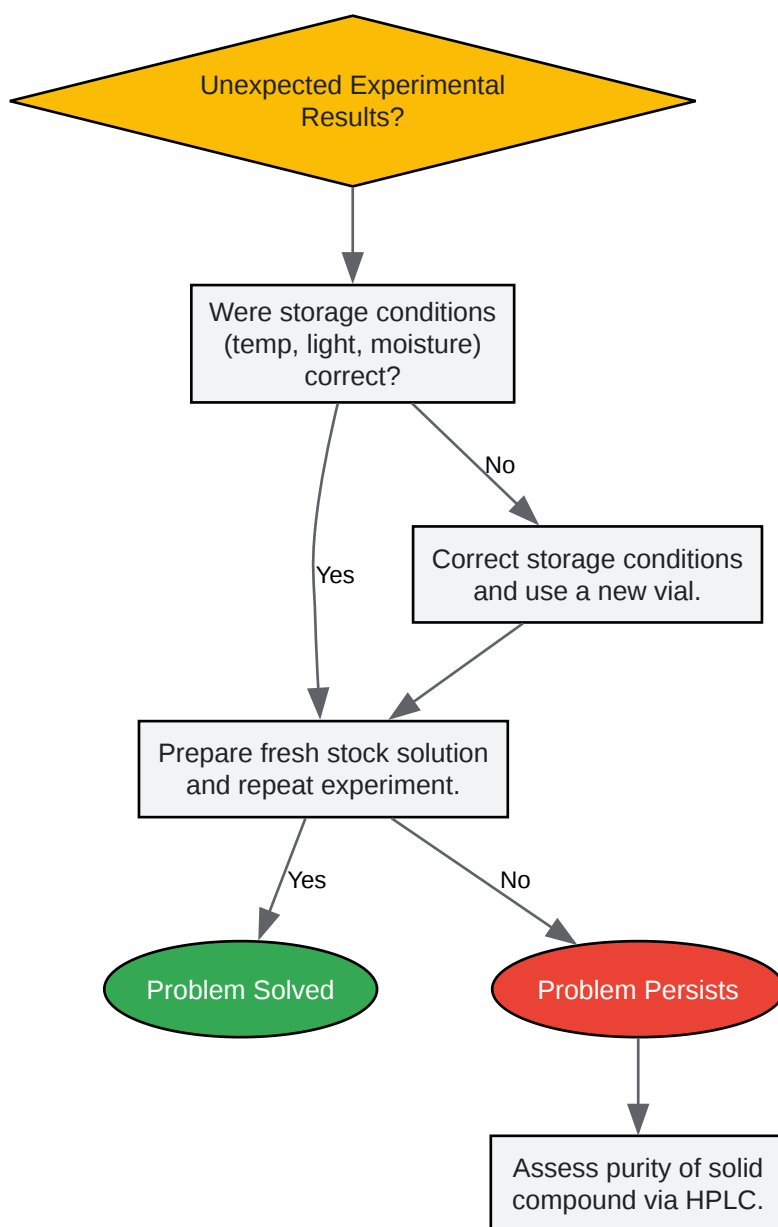 Unexpected Experimental
Results?
Were storage conditions
(temp, light, moisture)
correct?
No
Correct storage conditions
and use a new vial.
Yes
Prepare fresh stock solution
and repeat experiment.
Yes
No
Problem Solved
Problem Persists
Assess purity of solid
compound via HPLC.